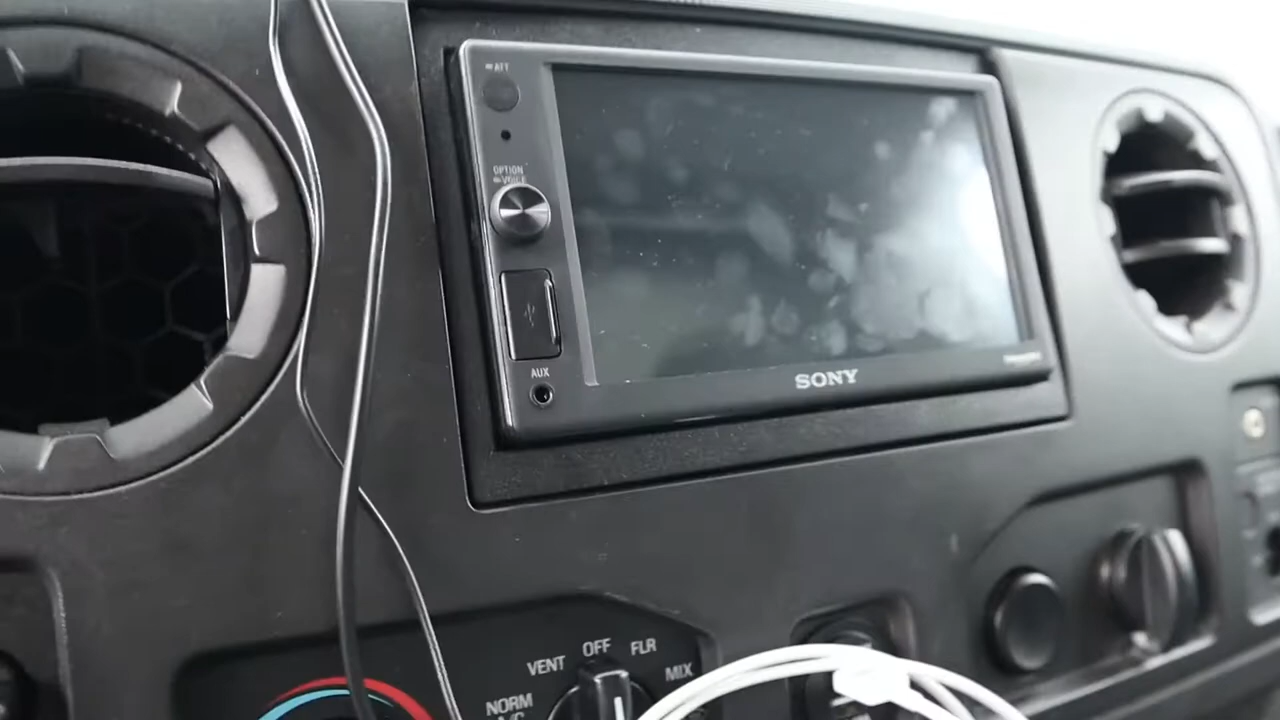 ATT
OPTION
VOICE
AUX
SONY
OFF
FLR
VENT
MIX
NORM
A/C